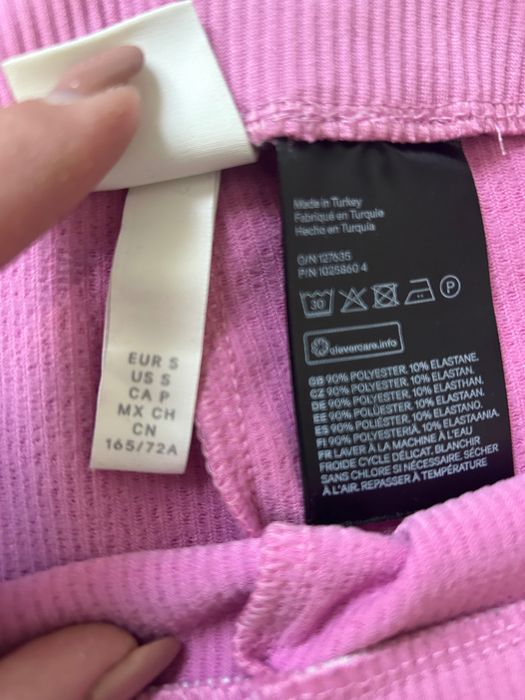 EUR S
US S
CA P
MX CH
CN
165/72A
Made in Turkey
Fabriqué en Turquie
Hecho en Turquía
O/N 127635
P/N 1025860 4
30
P
clevercare.info
GB 90% POLYESTER, 10% ELASTANE.
CZ 90% POLYESTER, 10% ELASTAN.
DE 90% POLYESTER, 10% ELASTHAN.
EE 90% POLÜESTER, 10% ELASTAAN.
ES 90% POLIÉSTER, 10% ELASTANO.
FI 90% POLYESTERIÄ, 10% ELASTAANIA.
FR LAVER À LA MACHINE À L'EAU
FROIDE CYCLE DÉLICAT. BLANCHIR
SANS CHLORE SI NÉCESSAIRE. SÉCHER
À L'AIR. REPASSER À TEMPÉRATURE